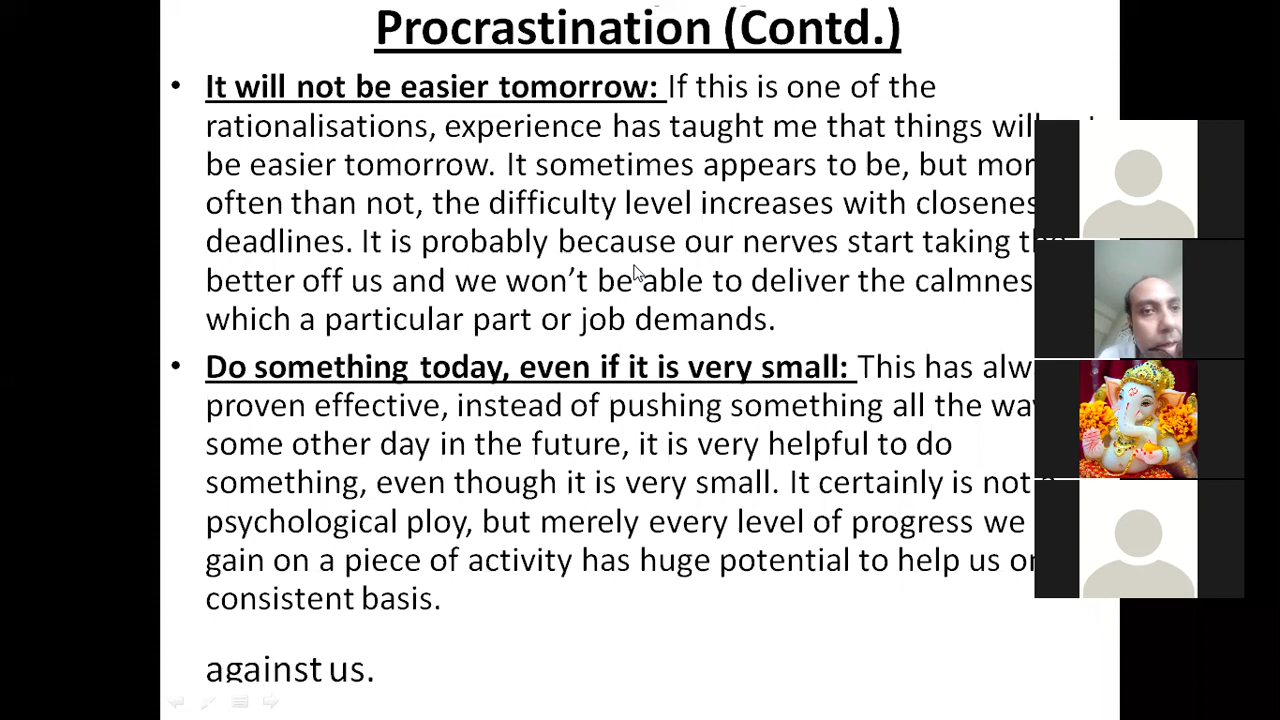 Procrastination (Contd.)
• It will not be easier tomorrow: If this is one of the
rationalisations, experience has taught me that things will
be easier tomorrow. It sometimes appears to be, but
often than not, the difficulty level increases with
deadlines. It is probably because our nerves start taking
better off us and we won't be able to deliver the
which a particular part or job demands.
• Do something today, even if it is very small: This has
proven effective, instead of pushing something all the
some other day in the future, it is very helpful to do
something, even though it is very small. It certainly is not
psychological ploy, but merely every level of progress we
gain on a piece of activity has huge potential to help us
consistent basis.
against us.